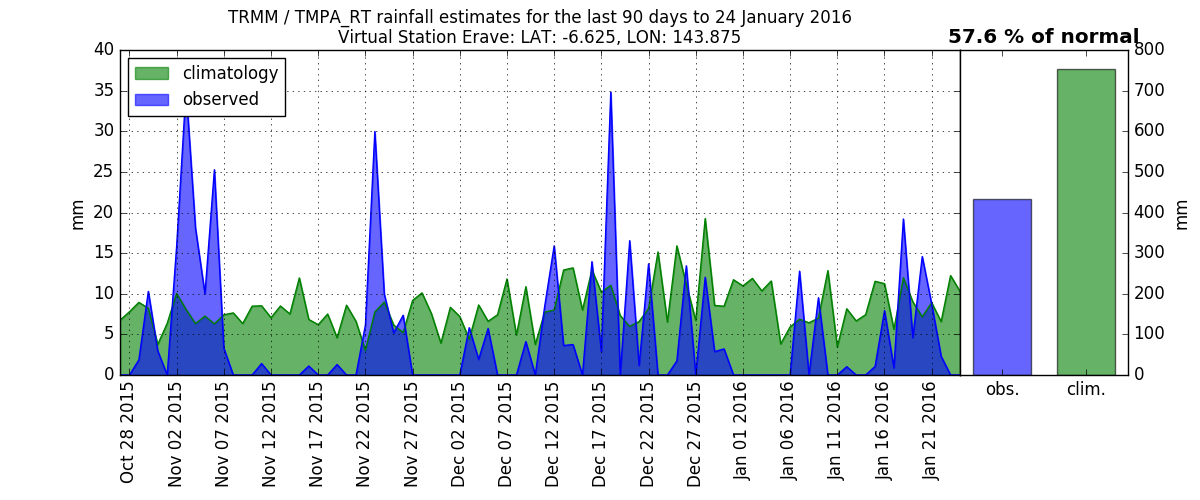 TRMM / TMPA_RT rainfall estimates for the last 90 days to 24 January 2016
Virtual Station Erave: LAT: -6.625, LON: 143.875
57.6 % of normal
climatology
observed
mm
40
35
30
25
20
15
10
5
0
Oct 28 2015
Nov 02 2015
Nov 07 2015
Nov 12 2015
Nov 17 2015
Nov 22 2015
Nov 27 2015
Dec 02 2015
Dec 07 2015
Dec 12 2015
Dec 17 2015
Dec 22 2015
Dec 27 2015
Jan 01 2016
Jan 06 2016
Jan 11 2016
Jan 16 2016
Jan 21 2016
obs.
clim.
800
700
600
500
400
300
200
100
0
mm